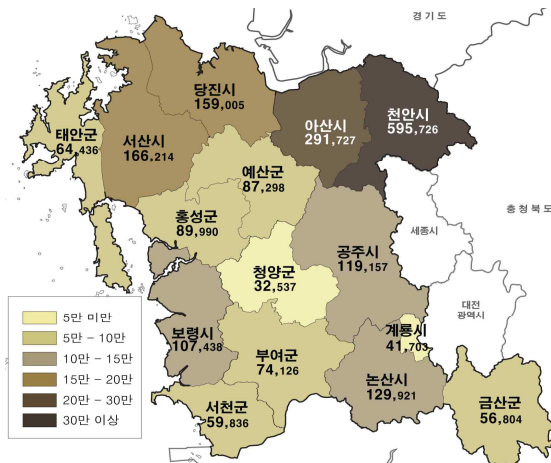 경기도
당진시
159,005
아산시
291,727
천안시
595,726
태안군
64,436
서산시
166,214
예산군
87,298
충청북도
홍성군
89,990
세종시
공주시
119,157
청양군
32,537
대전
광역시
보령시
107,438
계룡시
41,703
부여군
74,126
논산시
129,921
서천군
59,836
금산군
56,804
5만 미만
5만 – 10만
10만 – 15만
15만 – 20만
20만 – 30만
30만 이상